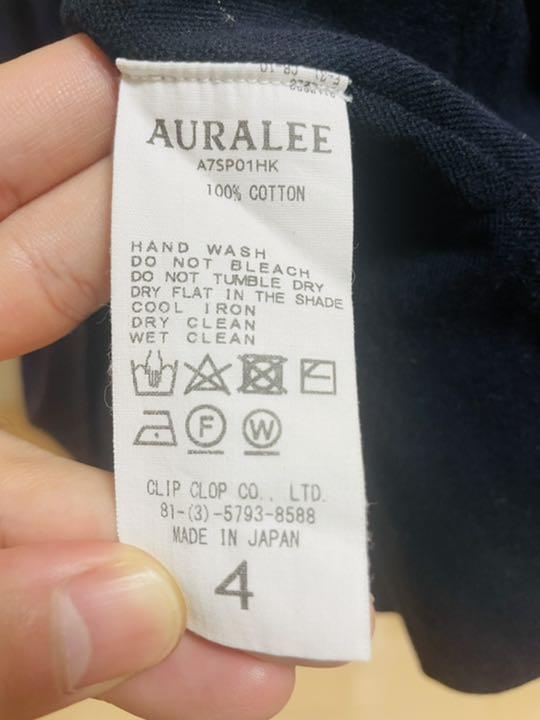 AURALEE
A7SP01HK
100% COTTON
HAND WASH
DO NOT BLEACH
DO NOT TUMBLE DRY
DRY FLAT IN THE SHADE
COOL IRON
DRY CLEAN
WET CLEAN
F W
CLIP CLOP CO., LTD.
81-(3)-5793-8588
MADE IN JAPAN
4